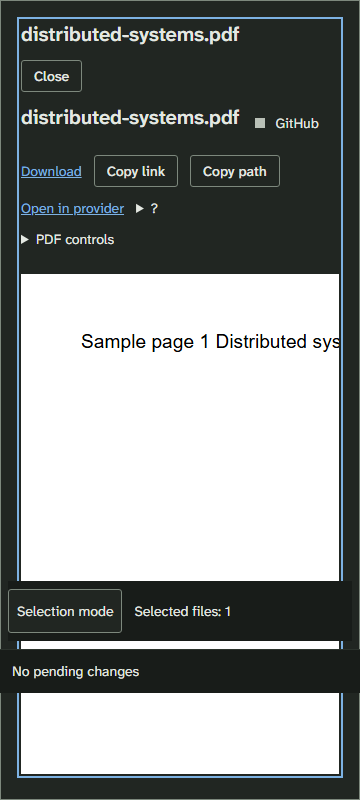 distributed-systems.pdf
Close
distributed-systems.pdf GitHub
Download Copy link Copy path
Open in provider ?
PDF controls
Sample page 1 Distributed sys
Selection mode Selected files: 1
No pending changes